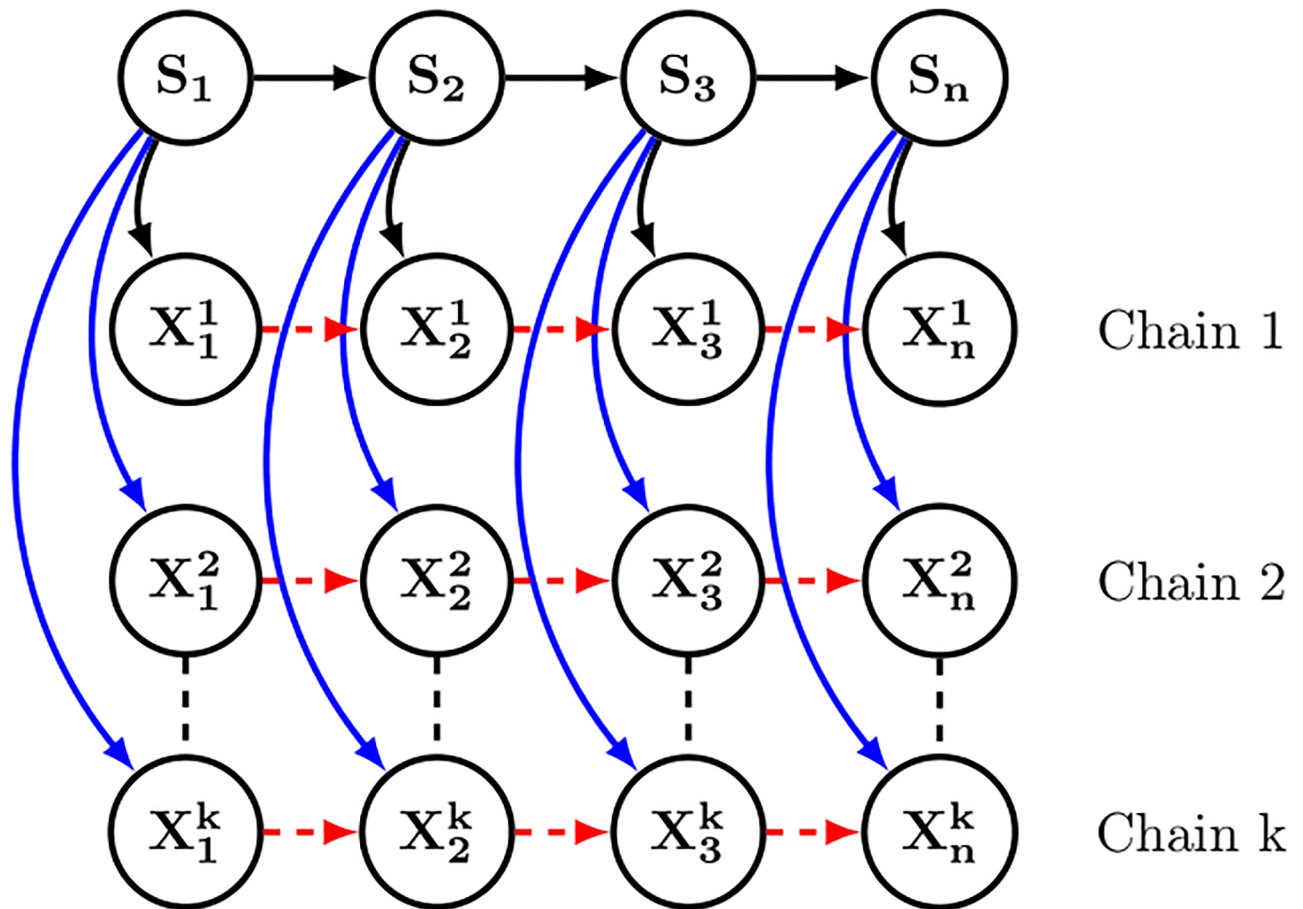 S₁ S₂ S₃ Sₙ
X₁¹ X₂¹ X₃¹ Xₙ¹ Chain 1
X₁² X₂² X₃² Xₙ² Chain 2
X₁ᵏ X₂ᵏ X₃ᵏ Xₙᵏ Chain k